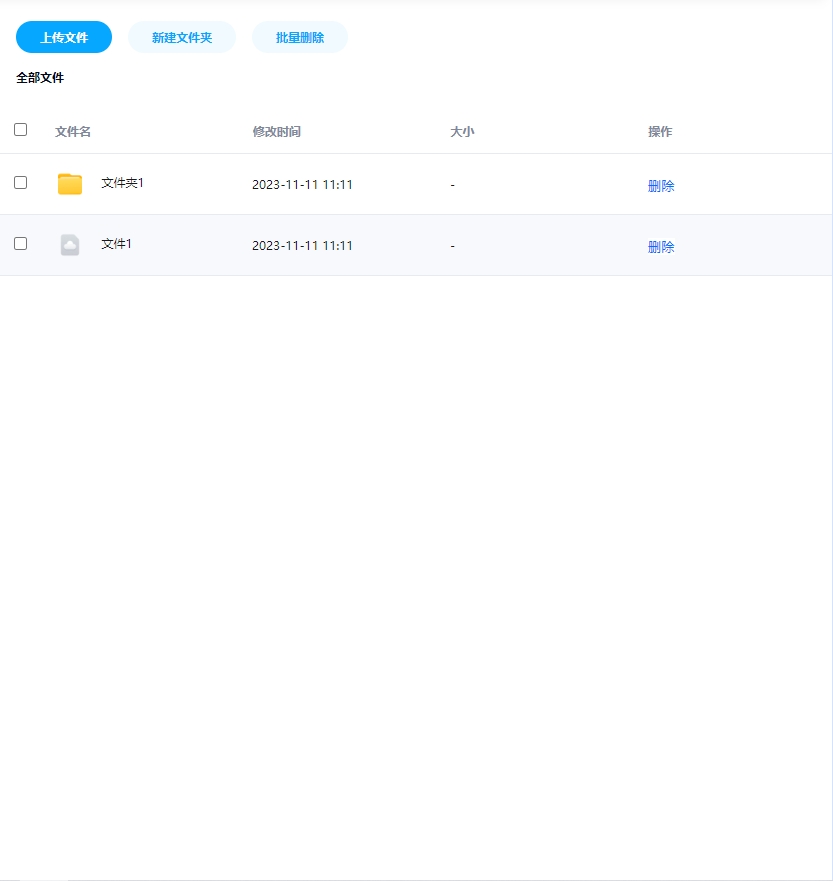 上传文件 新建文件夹 批量删除
全部文件
文件名 修改时间 大小 操作
文件夹1 2023-11-11 11:11 - 删除
文件1 2023-11-11 11:11 - 删除